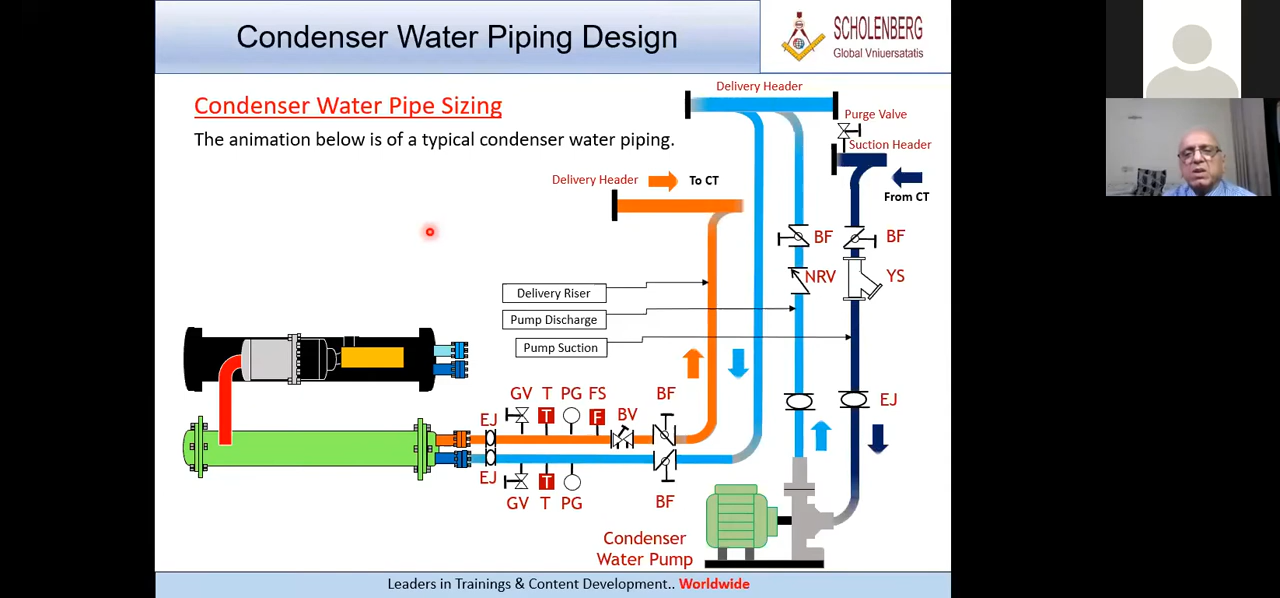 Condenser Water Piping Design
SCHOLENBERG
Global Vniuersatatis
Condenser Water Pipe Sizing
The animation below is of a typical condenser water piping.
Delivery Header
Purge Valve
Suction Header
From CT
Delivery Header
To CT
BF
BF
NRV
YS
Delivery Riser
Pump Discharge
Pump Suction
GV T PG FS
BV
BF
EJ
EJ
T
F
EJ
T
GV T PG
BF
Condenser
Water Pump
Leaders in Trainings & Content Development.. Worldwide